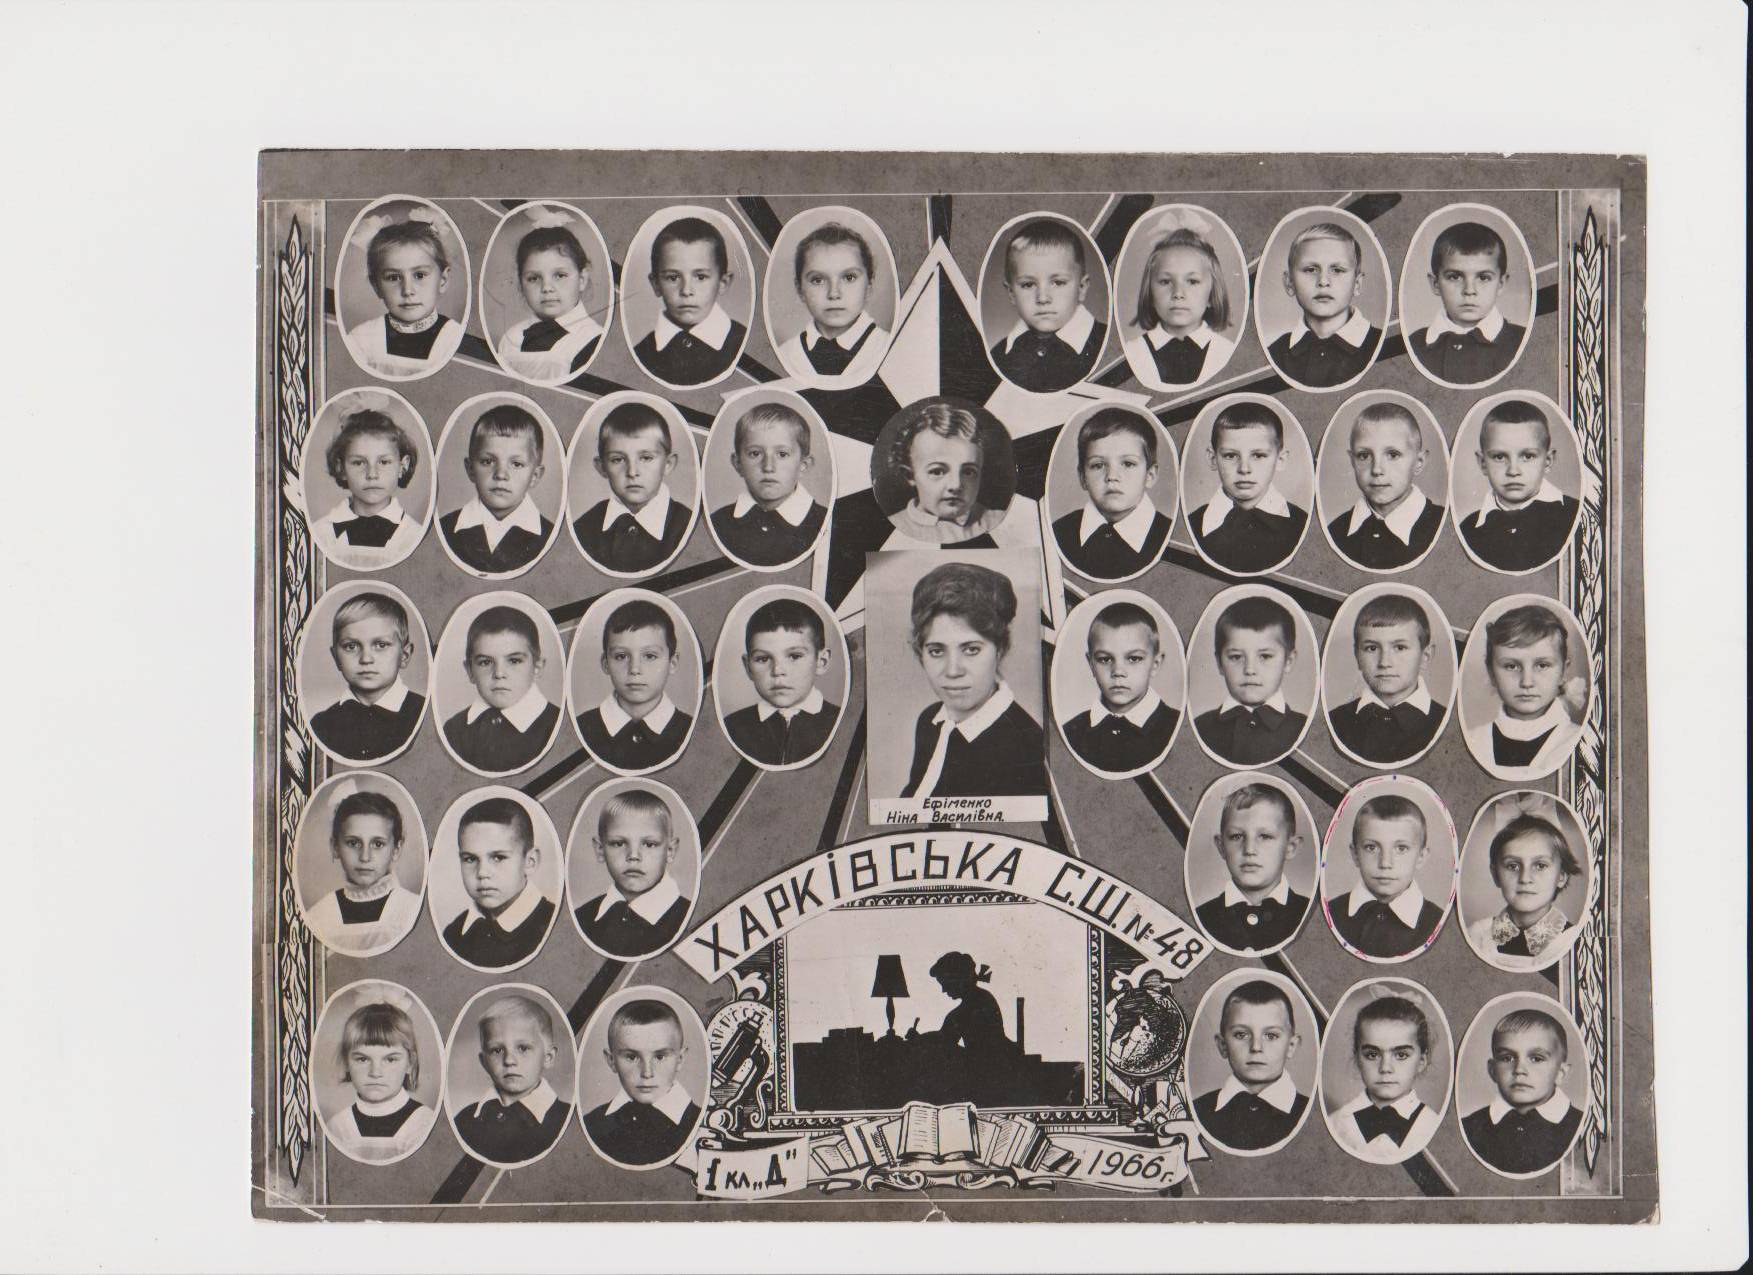 Ефіменко
Ніна Василівна.
ХАРКІВСЬКА С.Ш. № 48
1 кл „Д"
1966 г.